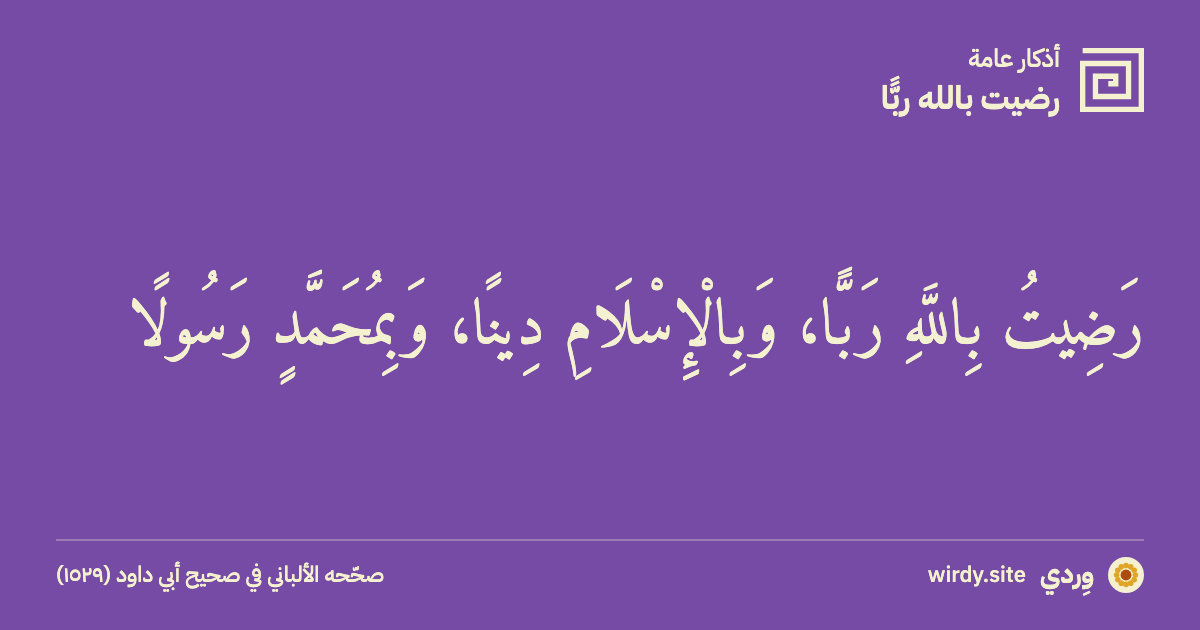 أذكار عامة
رضيت بالله ربًّا
رَضِيتُ بِاللَّهِ رَبًّا، وَبِالْإِسْلَامِ دِينًا، وَبِمُحَمَّدٍ رَسُولًا
وِردي wirdy.site
صحّحه الألباني في صحيح أبي داود (١٥٢٩)